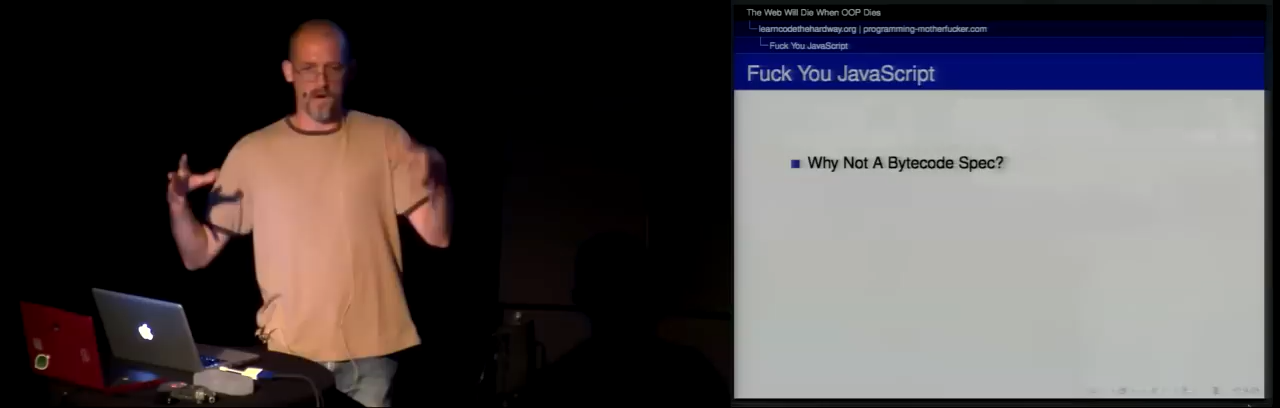 The Web Will Die When OOP Dies
learncodethehardway.org | programming-motherfucker.com
Fuck You JavaScript
Fuck You JavaScript
Why Not A Bytecode Spec?